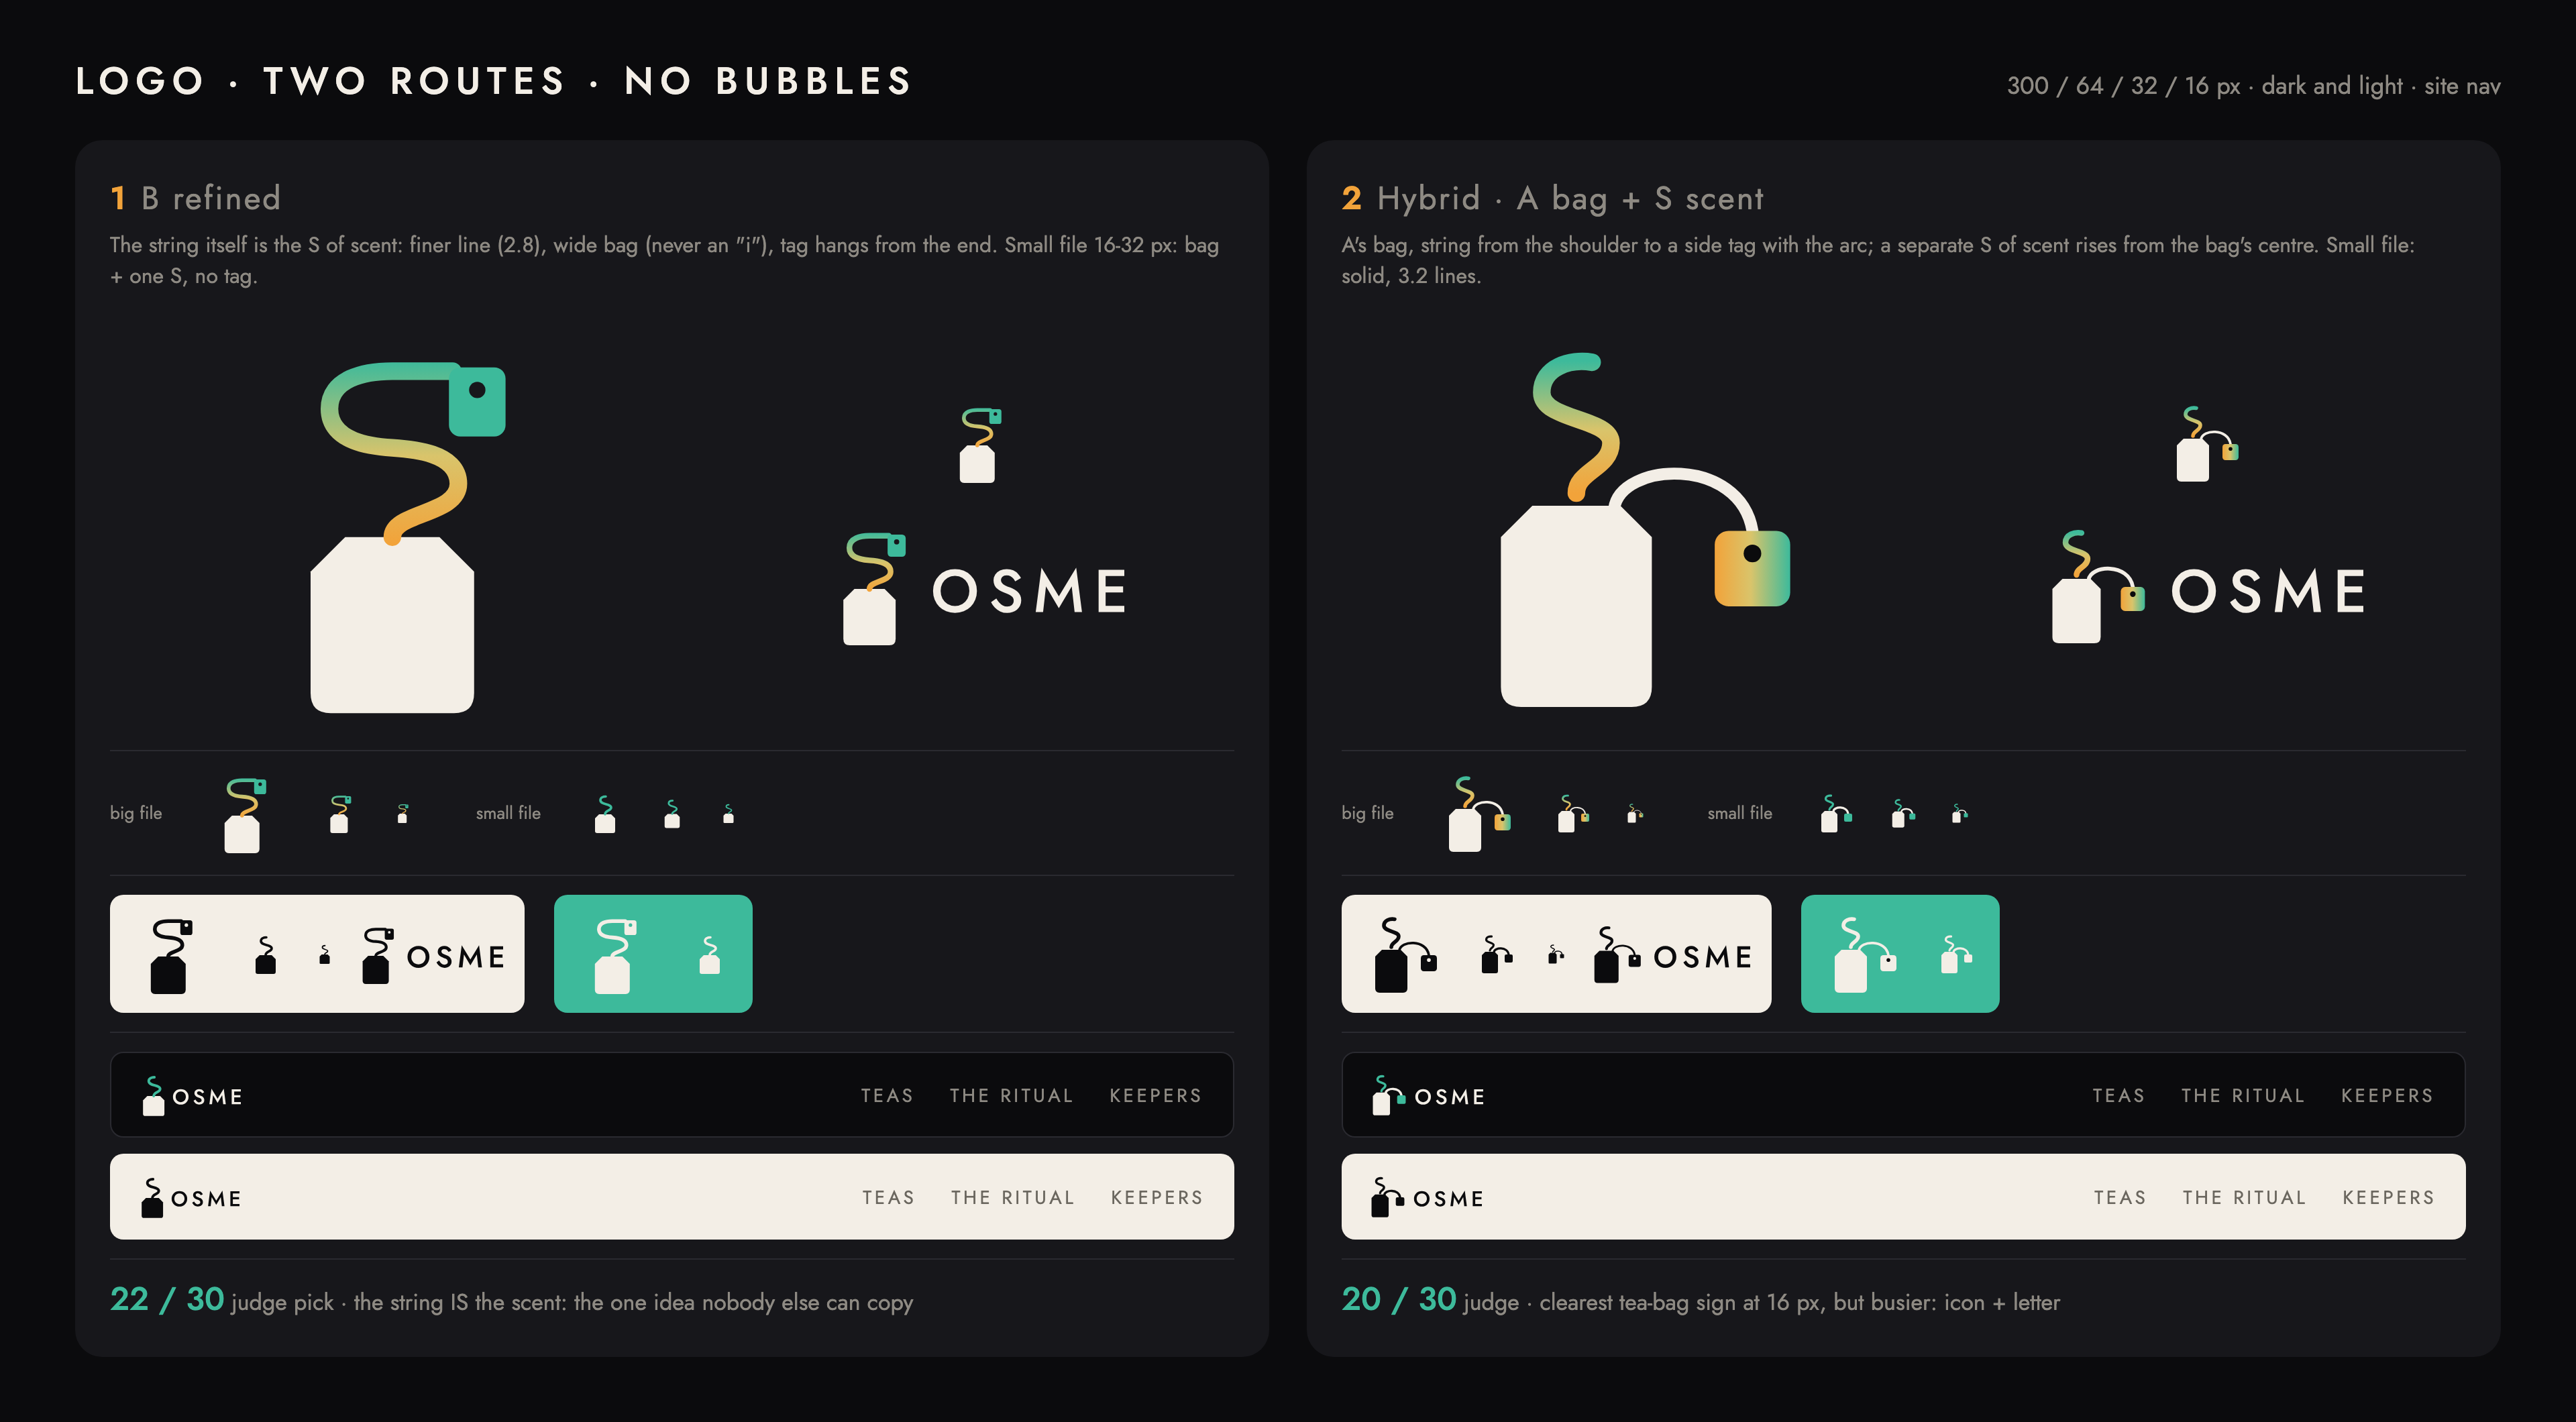 LOGO · TWO ROUTES · NO BUBBLES
300 / 64 / 32 / 16 px · dark and light · site nav
1 B refined
The string itself is the S of scent: finer line (2.8), wide bag (never an "i"), tag hangs from the end. Small file 16-32 px: bag
+ one S, no tag.
OSME
big file
small file
OSME
OSME
TEAS THE RITUAL KEEPERS
OSME
TEAS THE RITUAL KEEPERS
22 / 30 judge pick · the string IS the scent: the one idea nobody else can copy
2 Hybrid · A bag + S scent
A's bag, string from the shoulder to a side tag with the arc; a separate S of scent rises from the bag's centre. Small file:
solid, 3.2 lines.
OSME
big file
small file
OSME
OSME
TEAS THE RITUAL KEEPERS
OSME
TEAS THE RITUAL KEEPERS
20 / 30 judge · clearest tea-bag sign at 16 px, but busier: icon + letter